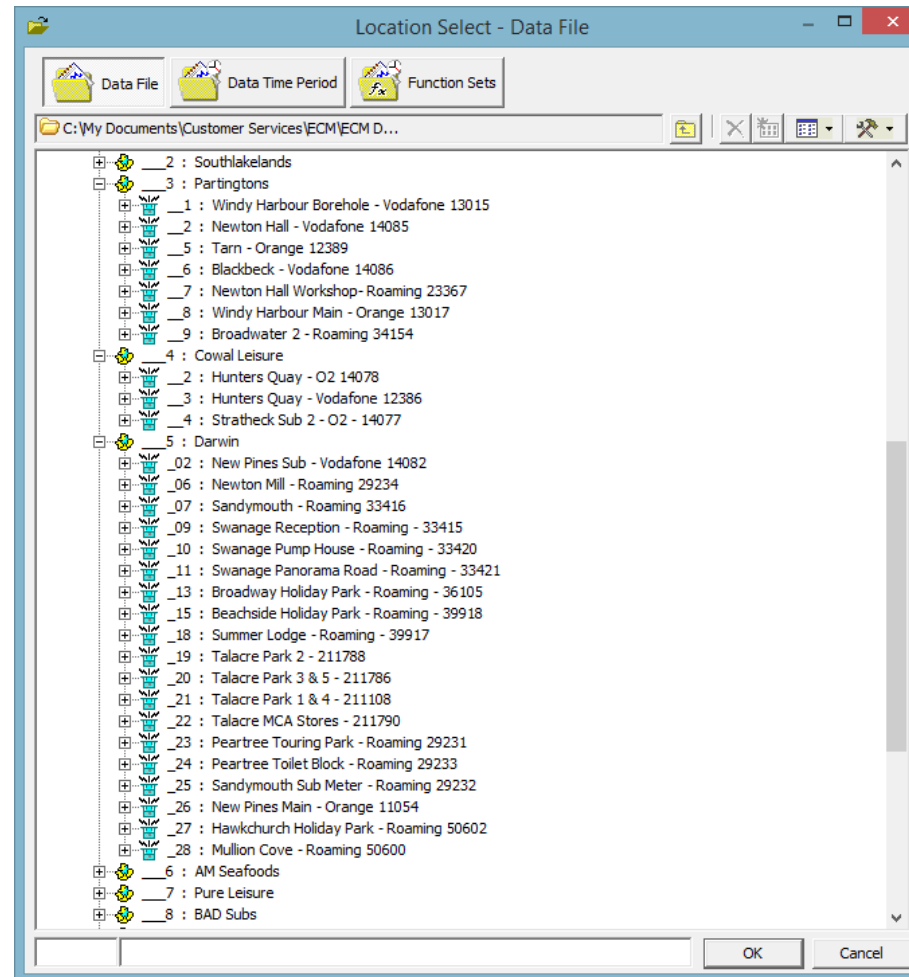 Location Select - Data File
Data File
Data Time Period
Function Sets
C:\My Documents\Customer Services\ECM\ECM D...
___2 : Southlakelands
___3 : Partingtons
__1 : Windy Harbour Borehole - Vodafone 13015
__2 : Newton Hall - Vodafone 14085
__5 : Tarn - Orange 12389
__6 : Blackbeck - Vodafone 14086
__7 : Newton Hall Workshop- Roaming 23367
__8 : Windy Harbour Main - Orange 13017
__9 : Broadwater 2 - Roaming 34154
___4 : Cowal Leisure
__2 : Hunters Quay - O2 14078
__3 : Hunters Quay - Vodafone 12386
__4 : Stratheck Sub 2 - O2 - 14077
___5 : Darwin
_02 : New Pines Sub - Vodafone 14082
_06 : Newton Mill - Roaming 29234
_07 : Sandymouth - Roaming 33416
_09 : Swanage Reception - Roaming - 33415
_10 : Swanage Pump House - Roaming - 33420
_11 : Swanage Panorama Road - Roaming - 33421
_13 : Broadway Holiday Park - Roaming - 36105
_15 : Beachside Holiday Park - Roaming - 39918
_18 : Summer Lodge - Roaming - 39917
_19 : Talacre Park 2 - 211788
_20 : Talacre Park 3 & 5 - 211786
_21 : Talacre Park 1 & 4 - 211108
_22 : Talacre MCA Stores - 211790
_23 : Peartree Touring Park - Roaming 29231
_24 : Peartree Toilet Block - Roaming 29233
_25 : Sandymouth Sub Meter - Roaming 29232
_26 : New Pines Main - Orange 11054
_27 : Hawkchurch Holiday Park - Roaming 50602
_28 : Mullion Cove - Roaming 50600
___6 : AM Seafoods
___7 : Pure Leisure
___8 : BAD Subs
OK
Cancel